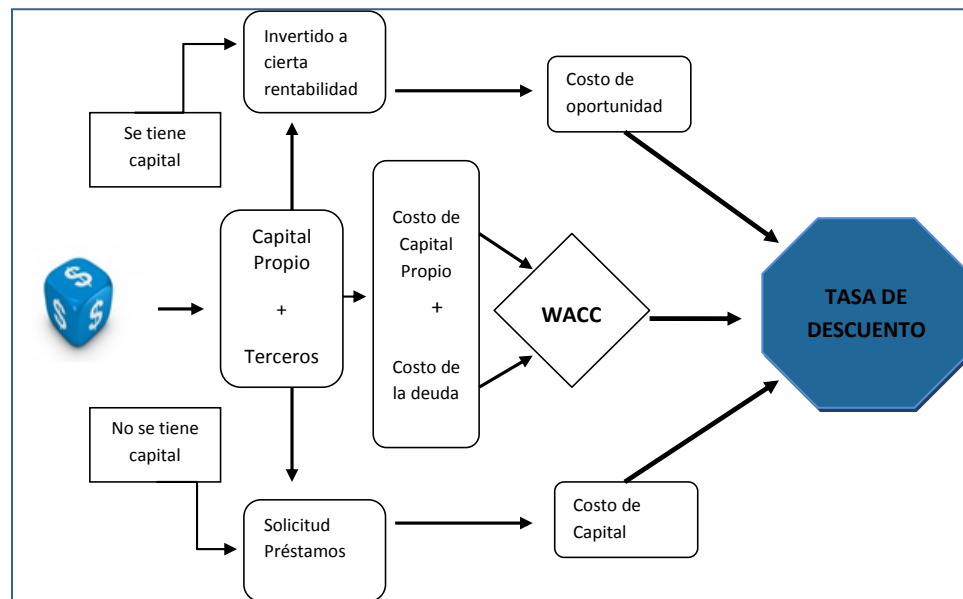 Invertido a
cierta
rentabilidad
Costo de
oportunidad
Se tiene
capital
Capital
Propio
+
Terceros
Costo de
Capital
Propio
+
Costo de
la deuda
WACC
TASA DE
DESCUENTO
$
$
$
No se tiene
capital
Solicitud
Préstamos
Costo de
Capital